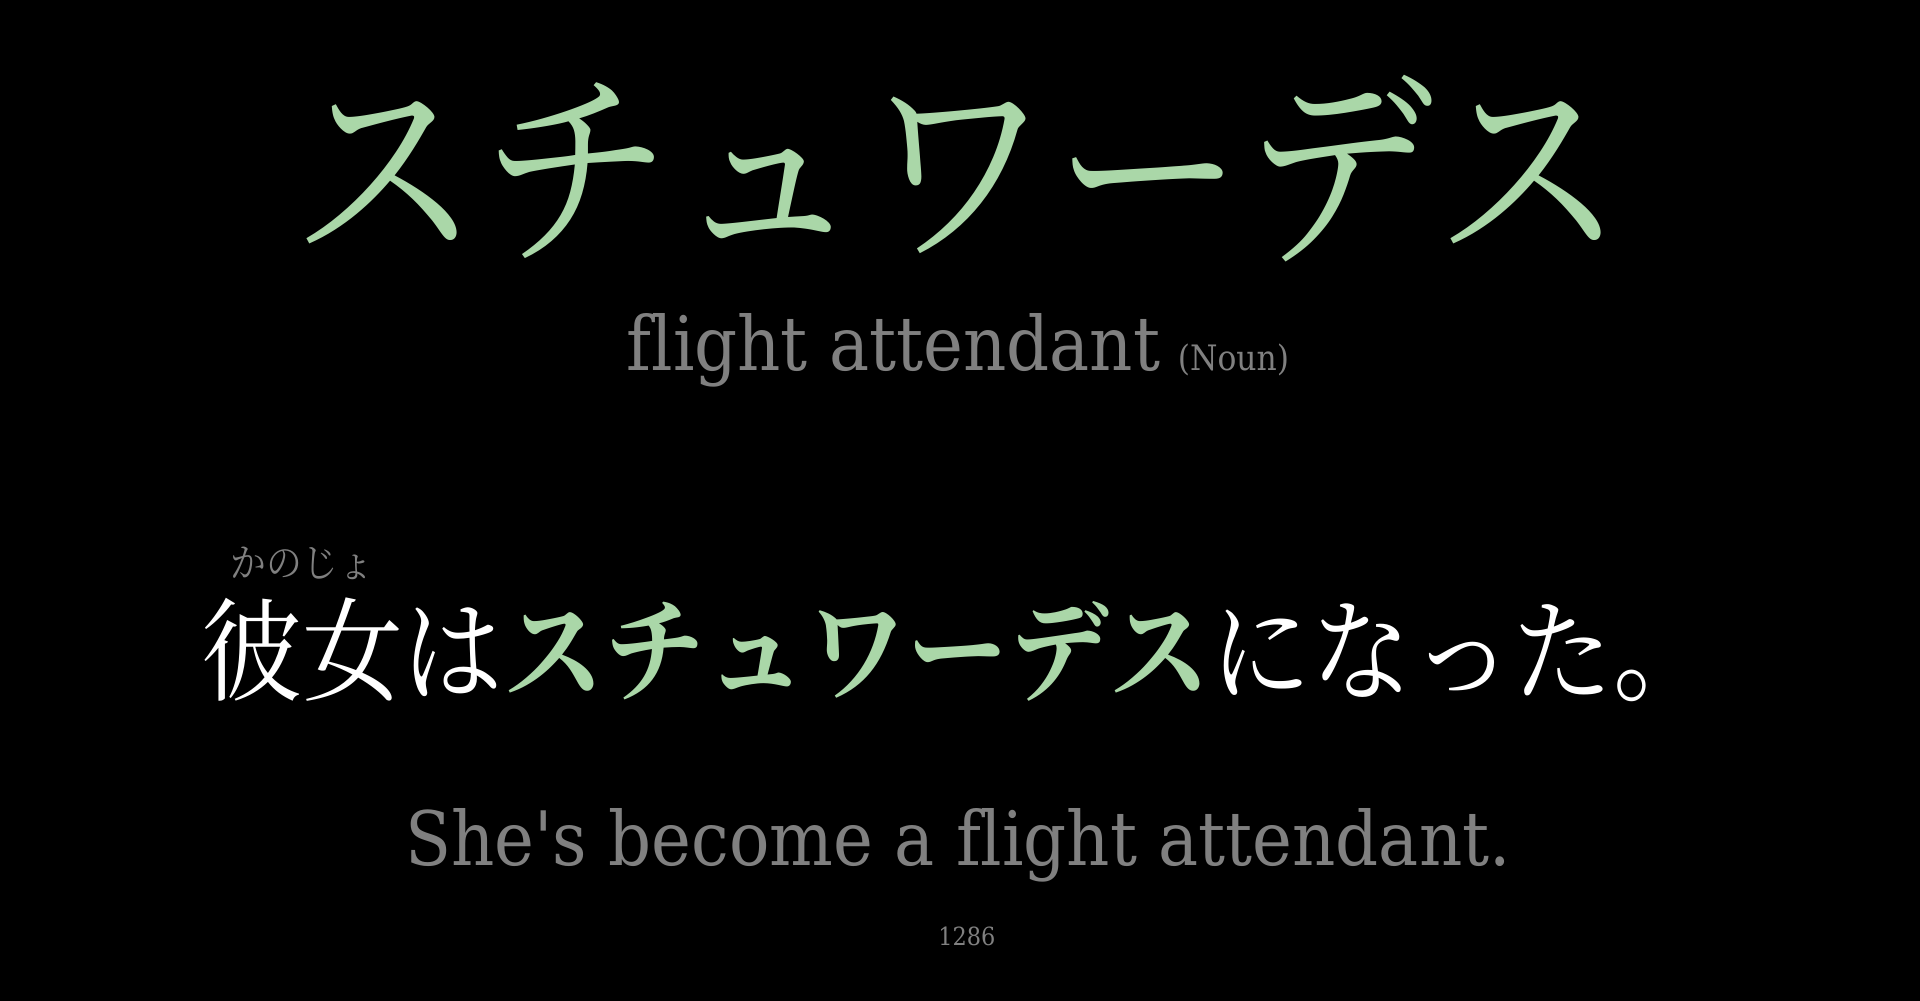 スチュワーデス
flight attendant (Noun)
かのじょ
彼女はスチュワーデスになった。
She's become a flight attendant.
1286